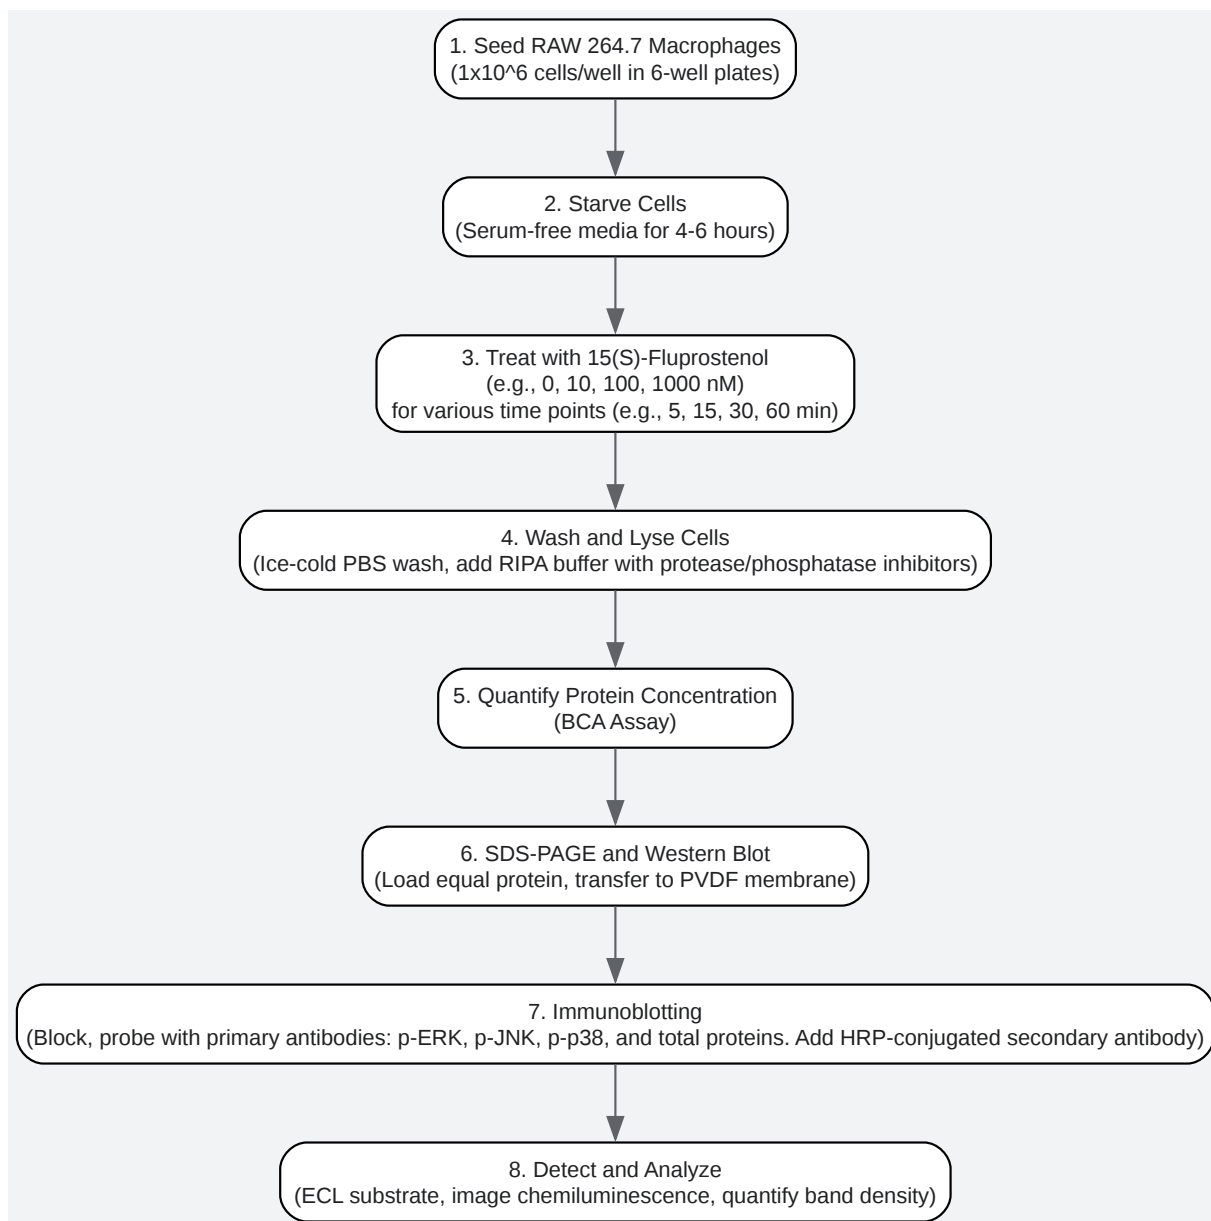 1. Seed RAW 264.7 Macrophages
(1x10^6 cells/well in 6-well plates)
2. Starve Cells
(Serum-free media for 4-6 hours)
3. Treat with 15(S)-Fluprostenol
(e.g., 0, 10, 100, 1000 nM)
for various time points (e.g., 5, 15, 30, 60 min)
4. Wash and Lyse Cells
(Ice-cold PBS wash, add RIPA buffer with protease/phosphatase inhibitors)
5. Quantify Protein Concentration
(BCA Assay)
6. SDS-PAGE and Western Blot
(Load equal protein, transfer to PVDF membrane)
7. Immunoblotting
(Block, probe with primary antibodies: p-ERK, p-JNK, p-p38, and total proteins. Add HRP-conjugated secondary antibody)
8. Detect and Analyze
(ECL substrate, image chemiluminescence, quantify band density)